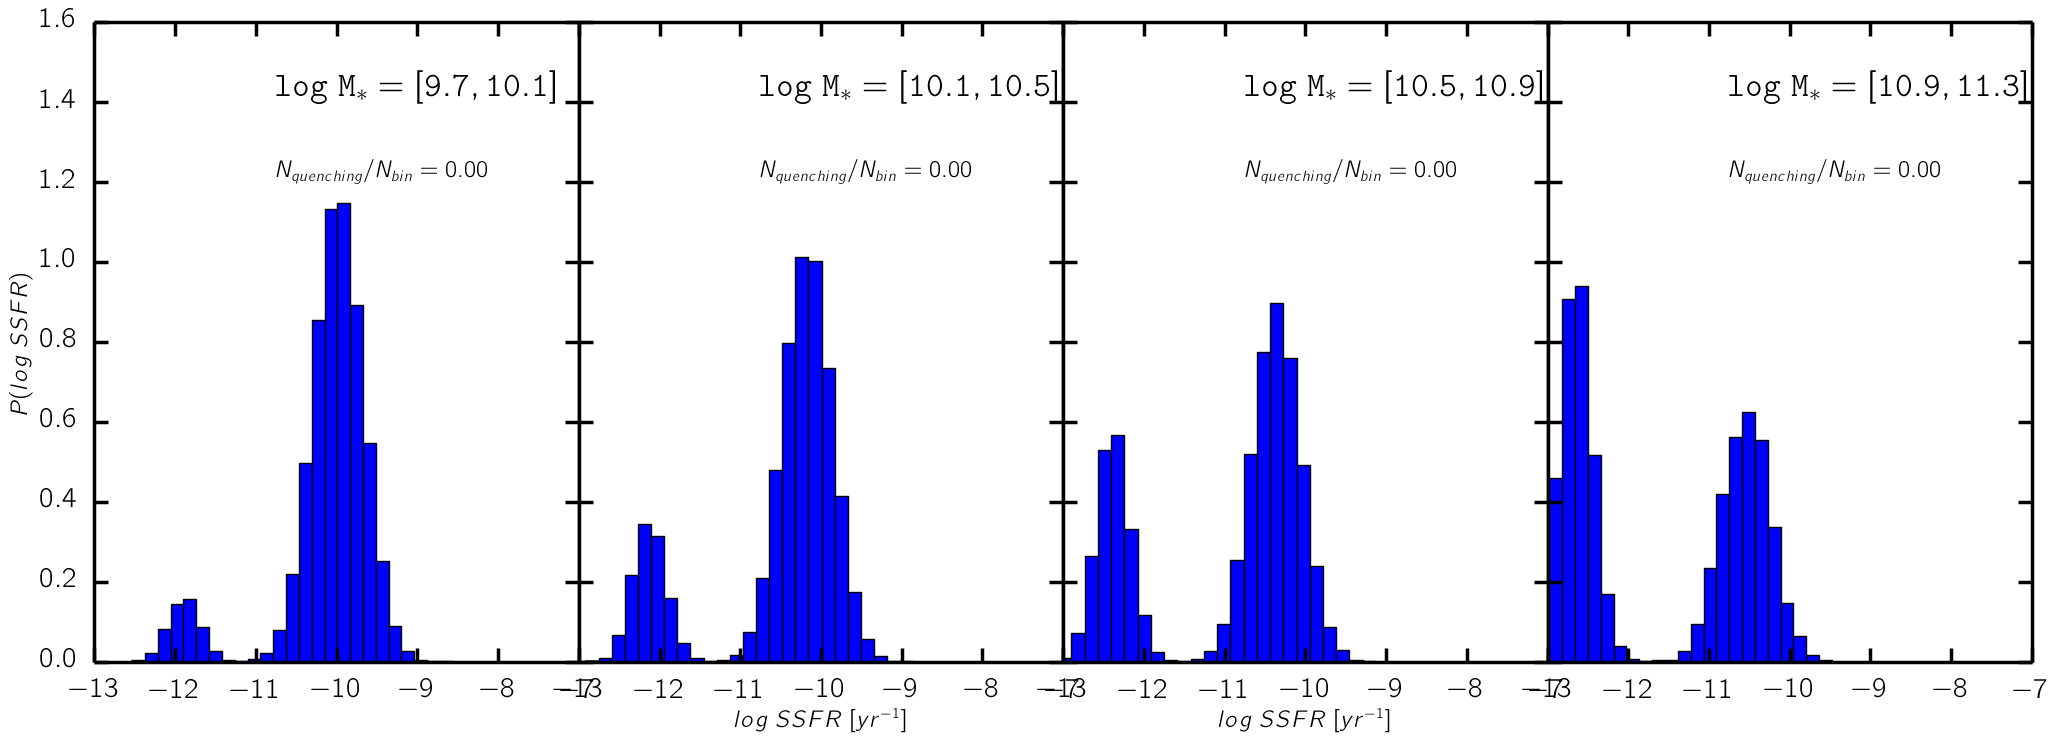 log M* = [9.7, 10.1]
log M* = [10.1, 10.5]
log M* = [10.5, 10.9]
log M* = [10.9, 11.3]
N_quenching/N_bin = 0.00
N_quenching/N_bin = 0.00
N_quenching/N_bin = 0.00
N_quenching/N_bin = 0.00
P(log SSFR)
1.6
1.4
1.2
1.0
0.8
0.6
0.4
0.2
0.0
−13 −12 −11 −10 −9 −8 −7
−13 −12 −11 −10 −9 −8 −7
−13 −12 −11 −10 −9 −8 −7
−13 −12 −11 −10 −9 −8 −7
log SSFR [yr⁻¹]
log SSFR [yr⁻¹]